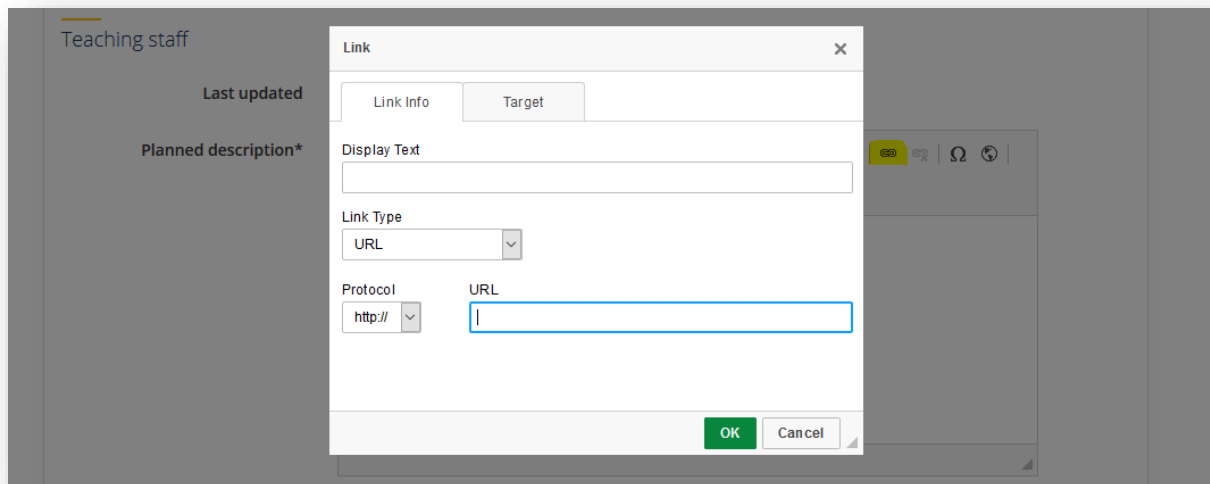 Teaching staff
Link
Last updated
Link Info Target
Planned description*
Display Text
Ω
Link Type
URL
Protocol URL
http://
OK Cancel